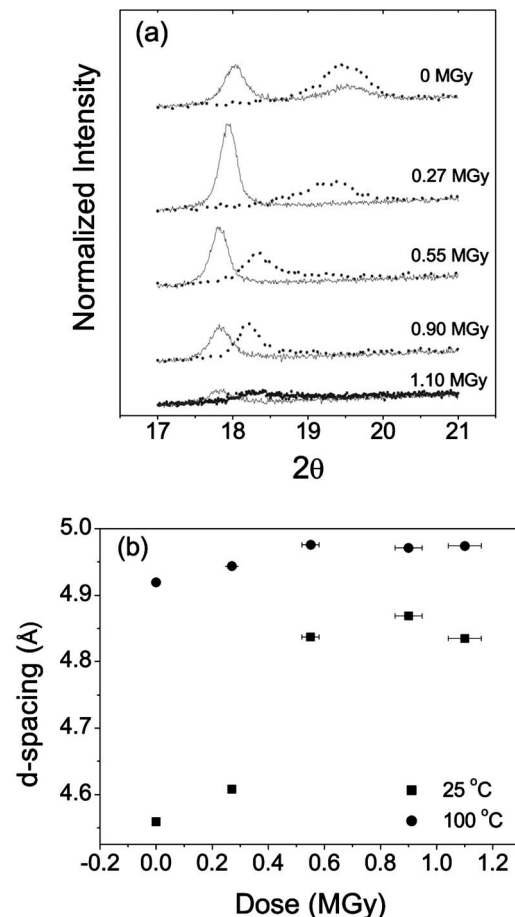 (a)
Normalized Intensity
0 MGy
0.27 MGy
0.55 MGy
0.90 MGy
1.10 MGy
17 18 19 20 21
2θ
(b)
d-spacing (Å)
5.0
4.9
4.8
4.7
4.6
25 °C
100 °C
-0.2 0.0 0.2 0.4 0.6 0.8 1.0 1.2
Dose (MGy)